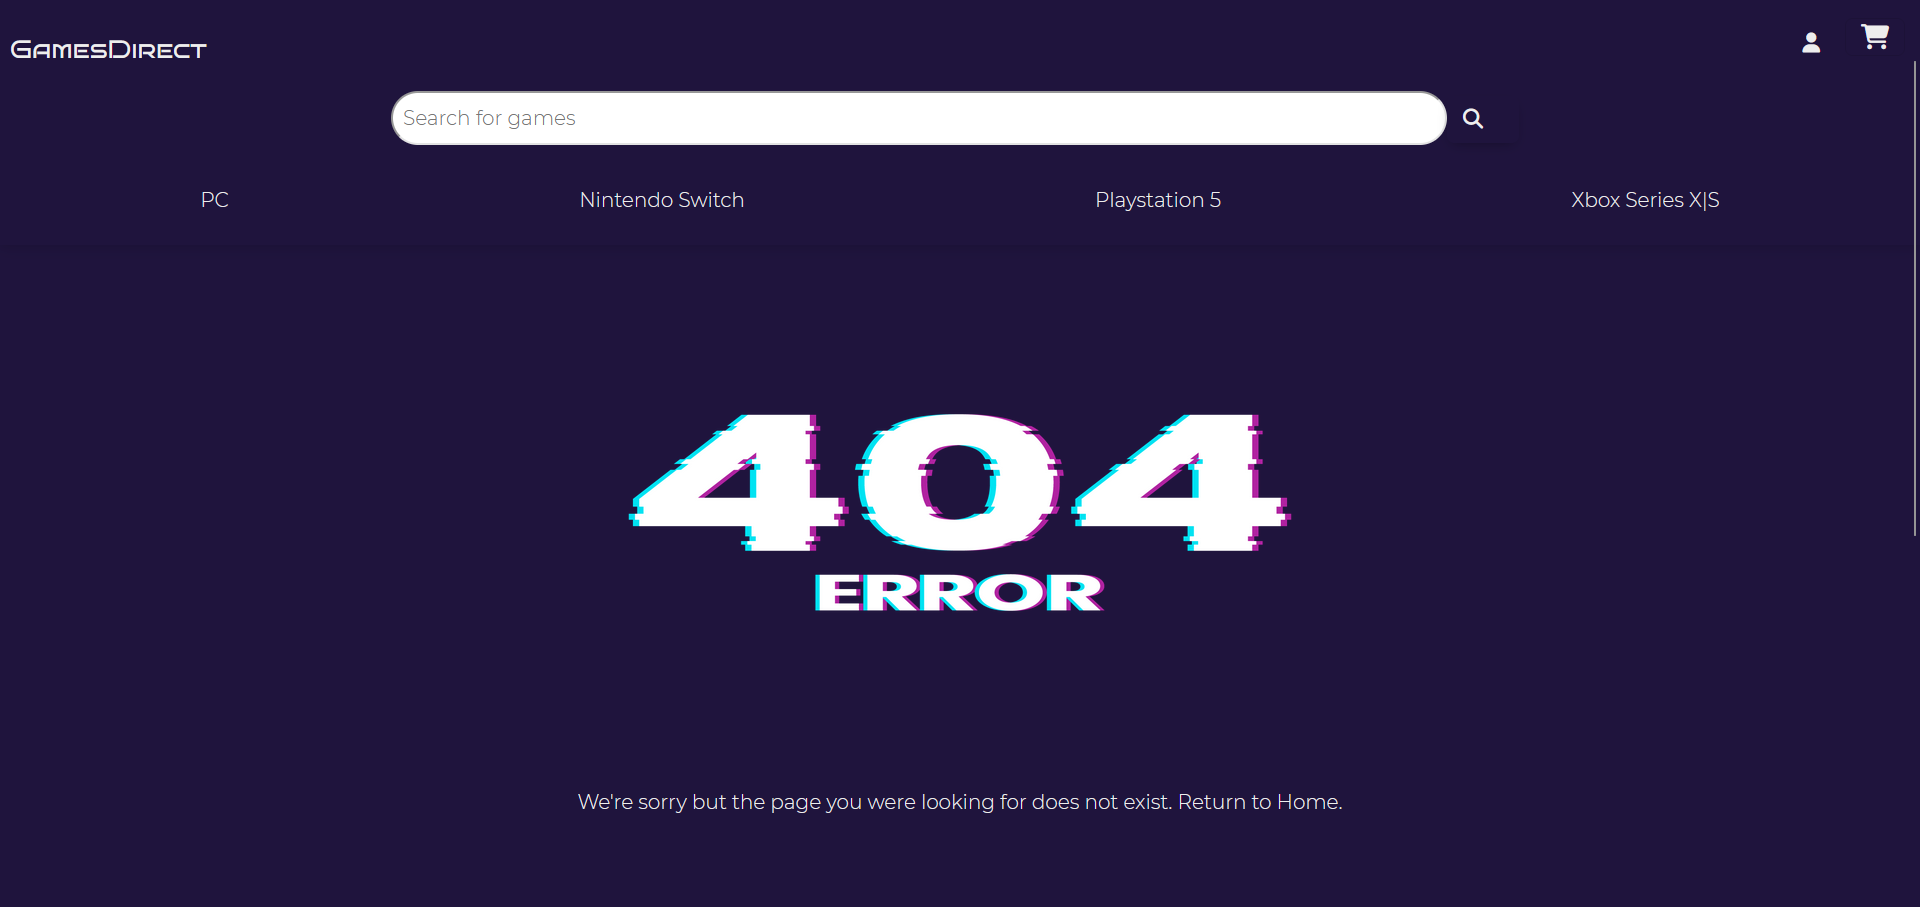 GamesDirect
Search for games
PC Nintendo Switch Playstation 5 Xbox Series X|S
404
ERROR
We're sorry but the page you were looking for does not exist. Return to Home.